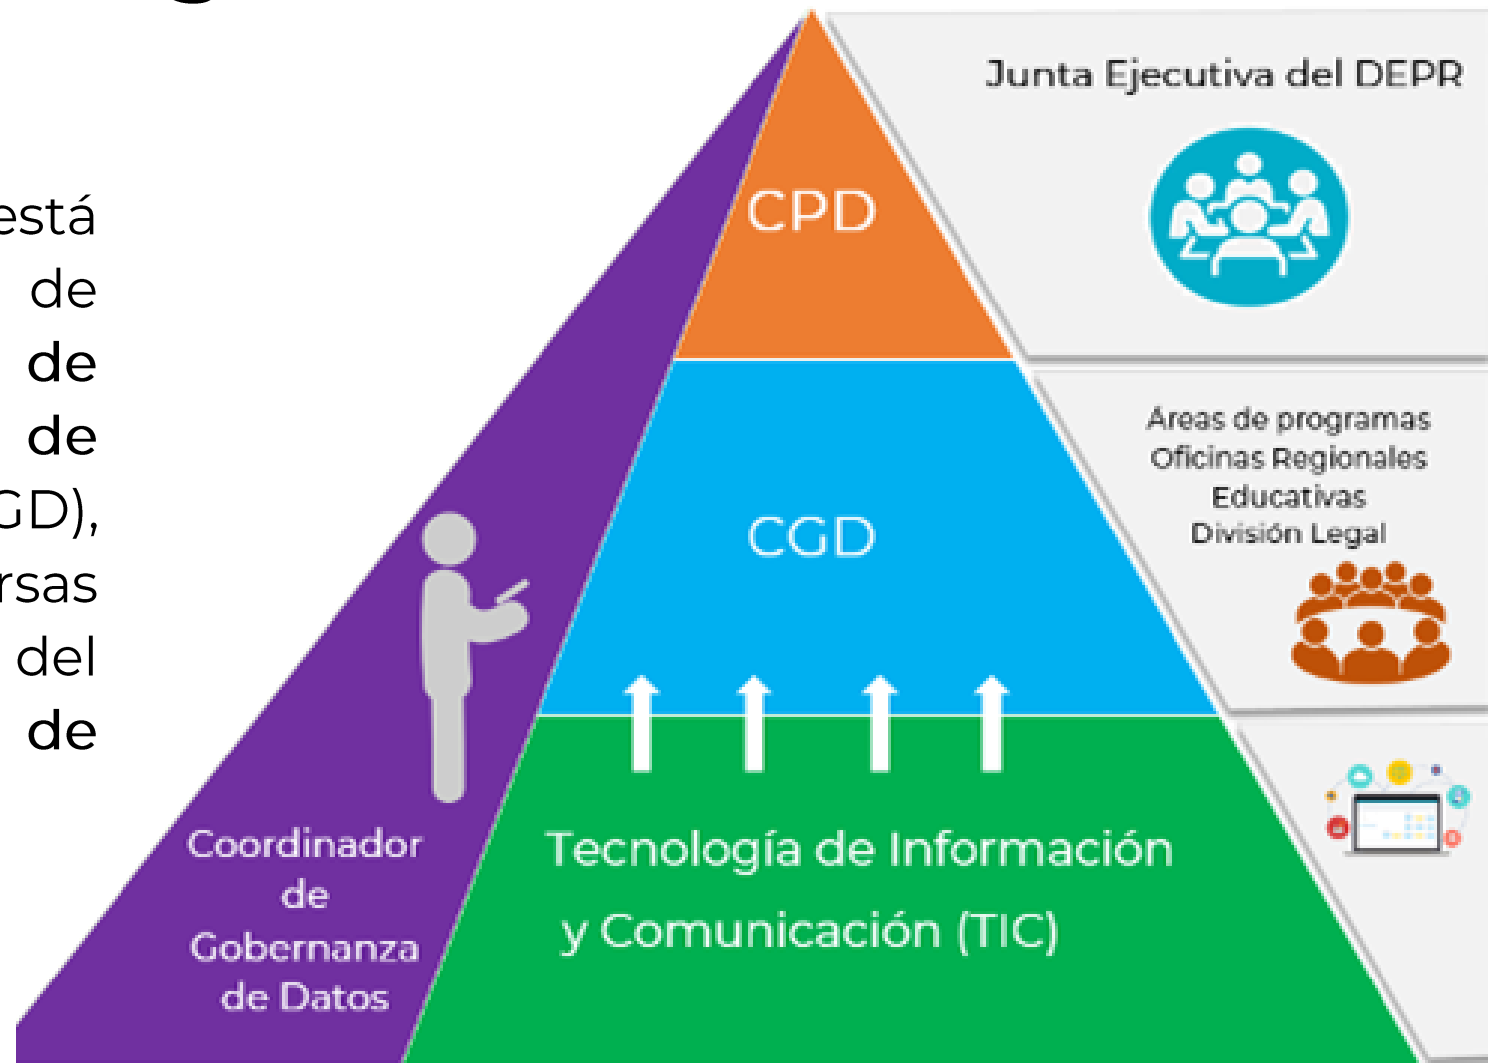 está
de
de
de
GD),
rsas
del
de
Junta Ejecutiva del DEPR
CPD
Áreas de programas
Oficinas Regionales
Educativas
División Legal
CGD
Coordinador
de
Gobernanza
de Datos
Tecnología de Información
y Comunicación (TIC)